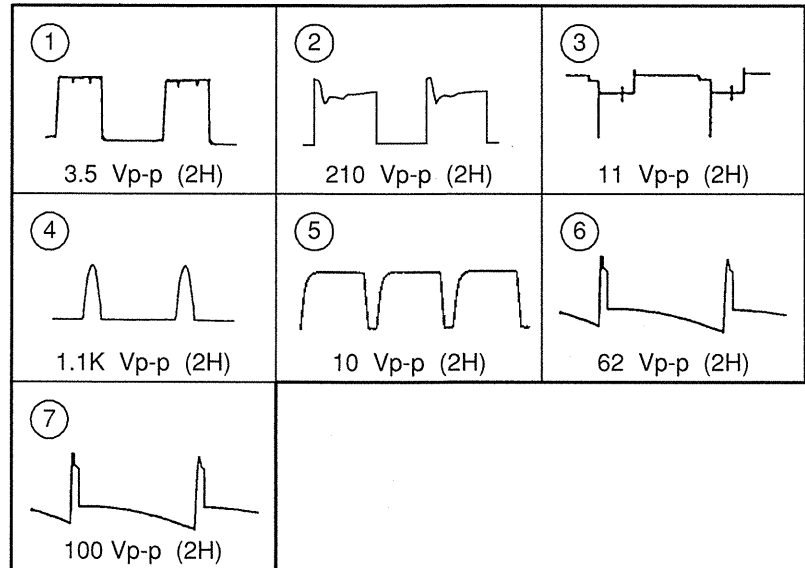 1
2
3
3.5 Vp-p (2H)
210 Vp-p (2H)
11 Vp-p (2H)
4
5
6
1.1K Vp-p (2H)
10 Vp-p (2H)
62 Vp-p (2H)
7
100 Vp-p (2H)